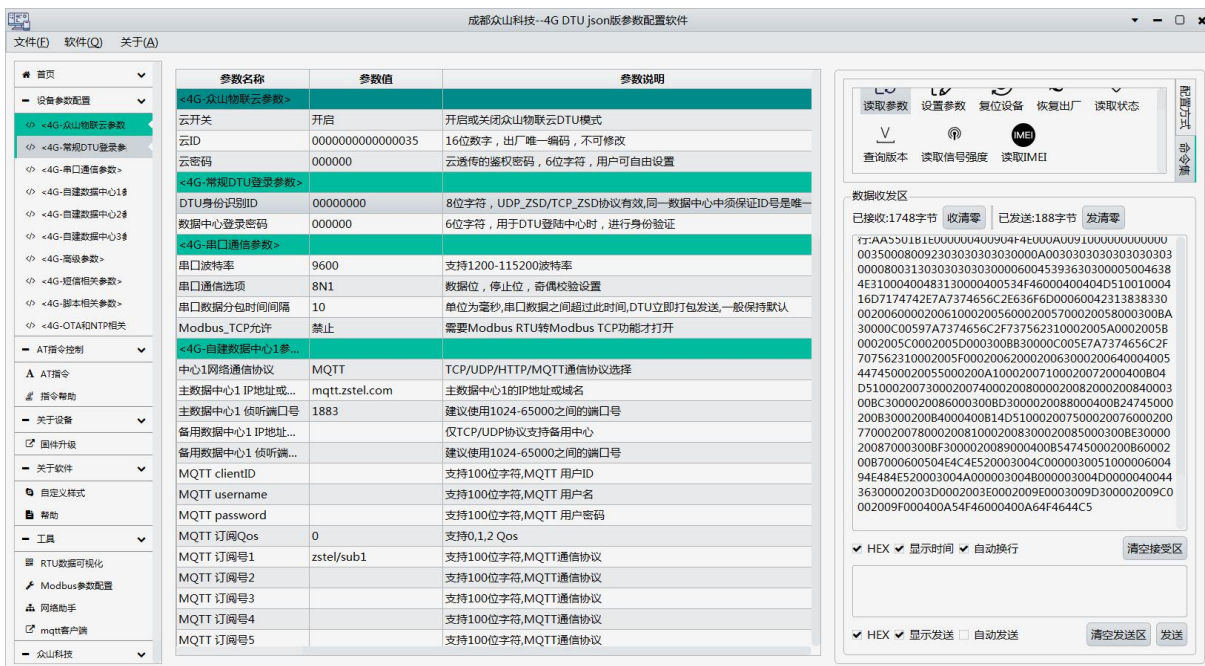 成都众山科技--4G DTU json版参数配置软件
文件(F) 软件(Q) 关于(A)
首页
设备参数配置
<4G-众山物联云参数
<4G-常规DTU登录参
<4G-串口通信参数>
<4G-自建数据中心1参
<4G-自建数据中心2参
<4G-自建数据中心3参
<4G-高级参数>
<4G-短信相关参数>
<4G-脚本相关参数>
<4G-OTA和NTP相关
AT指令控制
AT指令
指令帮助
关于设备
固件升级
关于软件
自定义样式
帮助
工具
RTU数据可视化
Modbus参数配置
网络助手
mqtt客户端
众山科技
参数名称 参数值 参数说明
<4G-众山物联云参数>
云开关 开启 开启或关闭众山物联云DTU模式
云ID 0000000000000035 16位数字，出厂唯一编码，不可修改
云密码 000000 云透传的鉴权密码，6位字符，用户可自由设置
<4G-常规DTU登录参数>
DTU身份识别ID 00000000 8位字符，UDP_ZSD/TCP_ZSD协议有效,同一数据中心中须保证ID号是唯一
数据中心登录密码 000000 6位字符，用于DTU登陆中心时，进行身份验证
<4G-串口通信参数>
串口波特率 9600 支持1200-115200波特率
串口通信选项 8N1 数据位，停止位，奇偶校验设置
串口数据分包时间间隔 10 单位为毫秒,串口数据之间超过此时间,DTU立即打包发送,一般保持默认
Modbus_TCP允许 禁止 需要Modbus RTU转Modbus TCP功能才打开
<4G-自建数据中心1参...
中心1网络通信协议 MQTT TCP/UDP/HTTP/MQTT通信协议选择
主数据中心1 IP地址或... mqtt.zstel.com 主数据中心1的IP地址或域名
主数据中心1 侦听端口号 1883 建议使用1024-65000之间的端口号
备用数据中心1 IP地址... 仅TCP/UDP协议支持备用中心
备用数据中心1 侦听端... 建议使用1024-65000之间的端口号
MQTT clientID 支持100位字符,MQTT 用户ID
MQTT username 支持100位字符,MQTT 用户名
MQTT password 支持100位字符,MQTT 用户密码
MQTT 订阅Qos 0 支持0,1,2 Qos
MQTT 订阅号1 zstel/sub1 支持100位字符,MQTT通信协议
MQTT 订阅号2 支持100位字符,MQTT通信协议
MQTT 订阅号3 支持100位字符,MQTT通信协议
MQTT 订阅号4 支持100位字符,MQTT通信协议
MQTT 订阅号5 支持100位字符,MQTT通信协议
读取参数 设置参数 复位设备 恢复出厂 读取状态
IMEI
查询版本 读取信号强度 读取IMEI
配置方式
命令集
数据收发区
已接收:1748字节 收清零 已发送:188字节 发清零
行:AA5501B1E000000400904F4E000A0091000000000000
0035000800923030303030303030000A0030303030303030303
000080031303030303030300006004539363030000500 4638
4E310004004831300004005 34F46000400404D510010004
16D7174742E7A7374656C2E636F6D00060042313838330
0020060000200610002005600020057000200580003 00BA
30000C00597A7374656C2F737562310002005A0002005B
0002005C0002005D000300BB30000C005E7A7374656C2F
707562310002005F000200620002006300020064000400 5
4474500020055000200A10002007100020072000400B04
D510002007300020074000200800002008200020084000 3
00BC3000020086000300BD3000020088000400B24745000
200B3000200B4000400B14D510002007500020076000200
7700020078000200810002008300020085000300BE30000
20087000300BF3000020089000400B54745000200B60002
00B7000600504E4C4E520003004C0000030051000006004
94E484E520003004A000003004B000003004D0000040044
36300002003D0002003E0002009E0003009D300002009C0
002009F000400A54F46000400A64F4644C5
HEX 显示时间 自动换行 清空接受区
HEX 显示发送 自动发送 清空发送区 发送